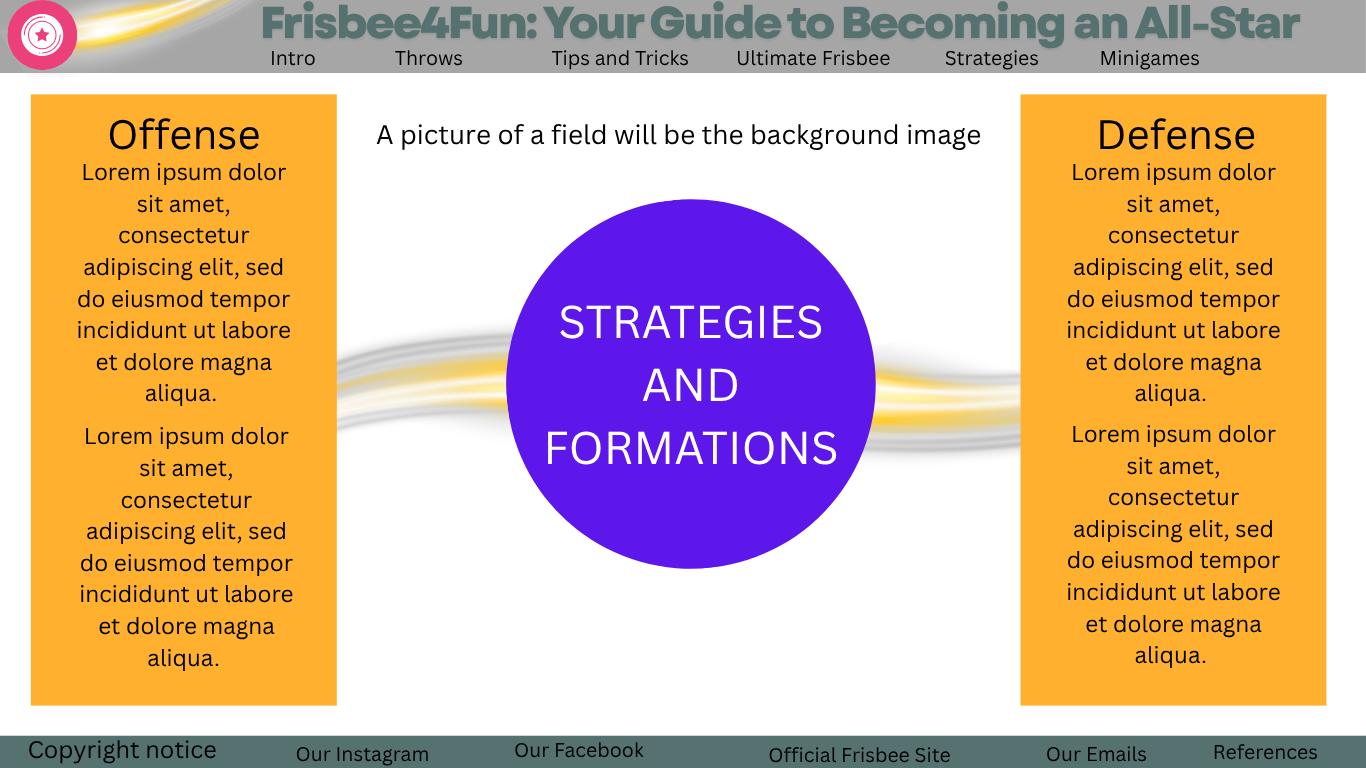 Frisbee4Fun: Your Guide to Becoming an All-Star
Intro Throws Tips and Tricks Ultimate Frisbee Strategies Minigames
Offense
Lorem ipsum dolor
sit amet,
consectetur
adipiscing elit, sed
do eiusmod tempor
incididunt ut labore
et dolore magna
aliqua.
Lorem ipsum dolor
sit amet,
consectetur
adipiscing elit, sed
do eiusmod tempor
incididunt ut labore
et dolore magna
aliqua.
A picture of a field will be the background image
STRATEGIES
AND
FORMATIONS
Defense
Lorem ipsum dolor
sit amet,
consectetur
adipiscing elit, sed
do eiusmod tempor
incididunt ut labore
et dolore magna
aliqua.
Lorem ipsum dolor
sit amet,
consectetur
adipiscing elit, sed
do eiusmod tempor
incididunt ut labore
et dolore magna
aliqua.
Copyright notice Our Instagram Our Facebook Official Frisbee Site Our Emails References